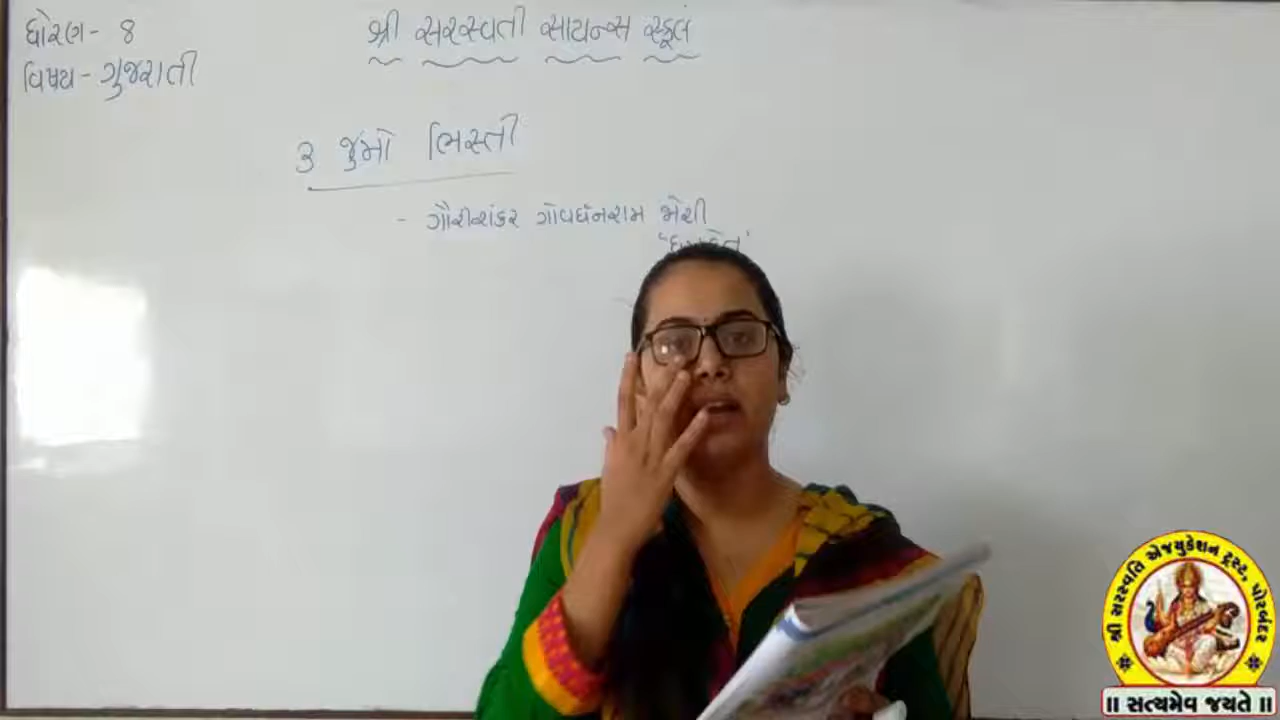 ધોરણ - 8
શ્રી સરસ્વતી સાયન્સ સ્કૂલ
વિષય - ગુજરાતી
૩ જુમો ભિસ્તી
- ગૌરીશંકર ગોવર્ધનરામ જોશી
શ્રી સરસ્વતિ એજ્યુકેશન ટ્રસ્ટ, પોરબંદર
॥ સત્યમેવ જયતે ॥